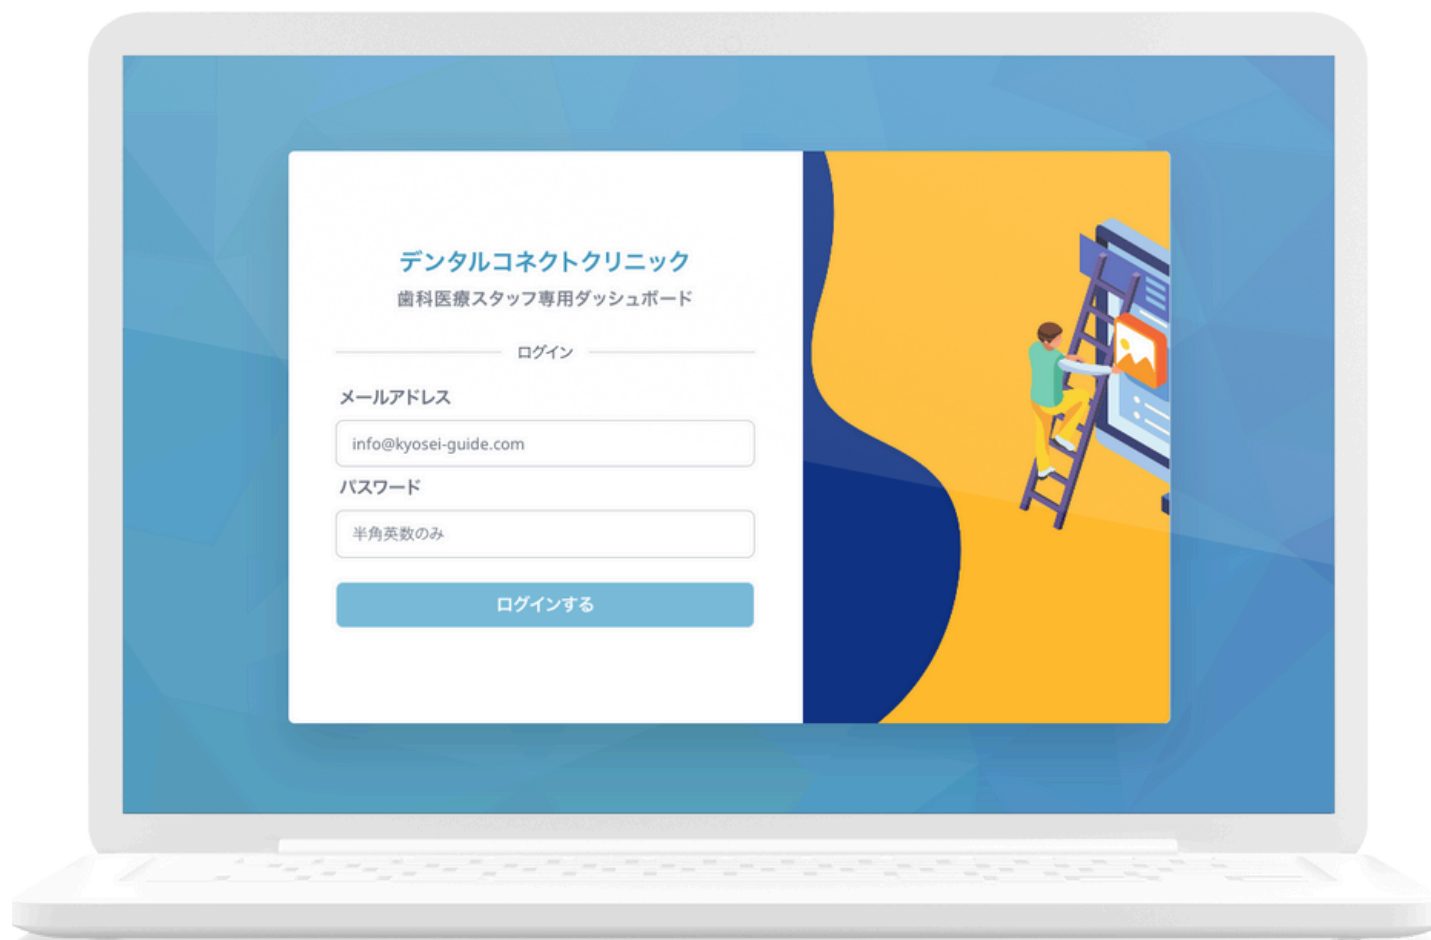 デンタルコネクトクリニック
歯科医療スタッフ専用ダッシュボード
ログイン
メールアドレス
info@kyosei-guide.com
パスワード
半角英数のみ
ログインする